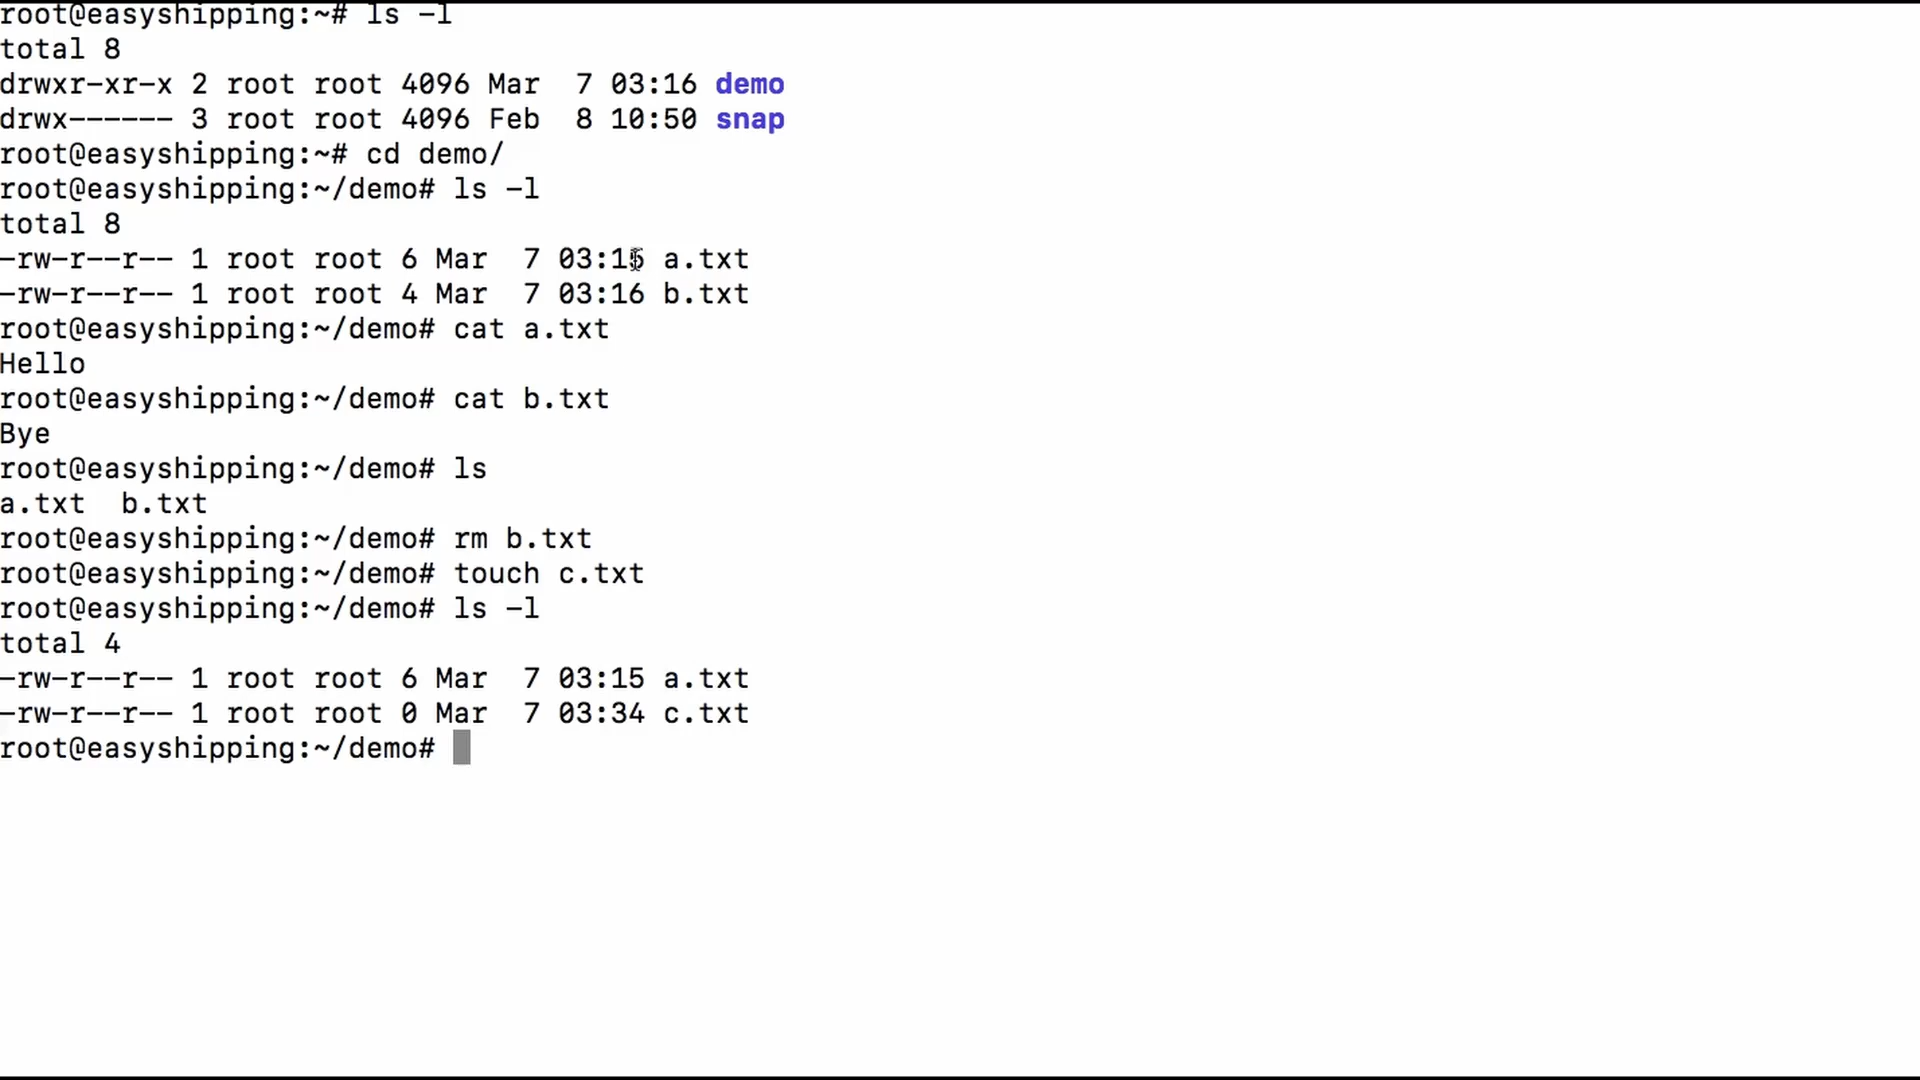 root@easyshipping:~# ls -l
total 8
drwxr-xr-x 2 root root 4096 Mar  7 03:16 demo
drwx------ 3 root root 4096 Feb  8 10:50 snap
root@easyshipping:~# cd demo/
root@easyshipping:~/demo# ls -l
total 8
-rw-r--r-- 1 root root 6 Mar  7 03:15 a.txt
-rw-r--r-- 1 root root 4 Mar  7 03:16 b.txt
root@easyshipping:~/demo# cat a.txt
Hello
root@easyshipping:~/demo# cat b.txt
Bye
root@easyshipping:~/demo# ls
a.txt  b.txt
root@easyshipping:~/demo# rm b.txt
root@easyshipping:~/demo# touch c.txt
root@easyshipping:~/demo# ls -l
total 4
-rw-r--r-- 1 root root 6 Mar  7 03:15 a.txt
-rw-r--r-- 1 root root 0 Mar  7 03:34 c.txt
root@easyshipping:~/demo#